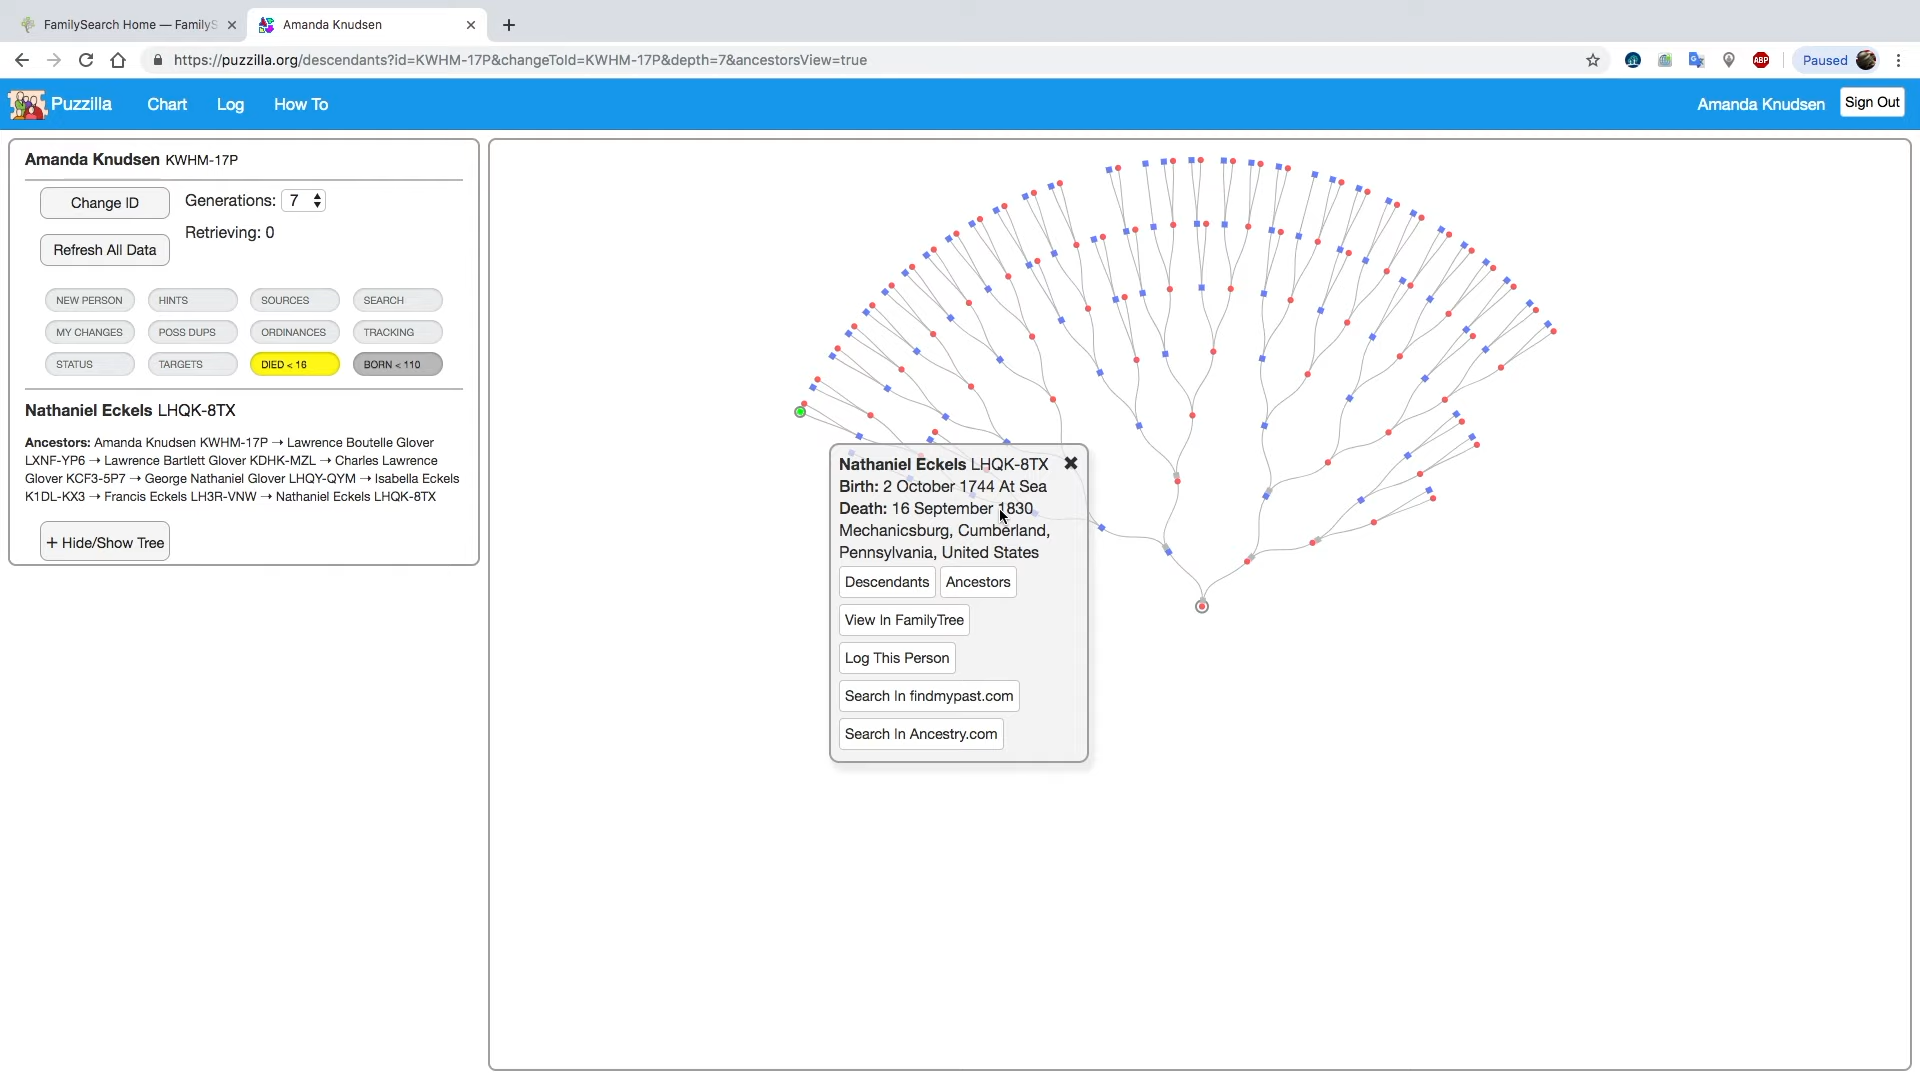 FamilySearch Home — FamilyS
Amanda Knudsen
https://puzzilla.org/descendants?id=KWHM-17P&changeToId=KWHM-17P&depth=7&ancestorsView=true
ABP
Paused
Puzzilla
Chart
Log
How To
Amanda Knudsen
Sign Out
Amanda Knudsen KWHM-17P
Change ID
Generations: 7
Retrieving: 0
Refresh All Data
NEW PERSON
HINTS
SOURCES
SEARCH
MY CHANGES
POSS DUPS
ORDINANCES
TRACKING
STATUS
TARGETS
DIED < 16
BORN < 110
Nathaniel Eckels LHQK-8TX
Ancestors: Amanda Knudsen KWHM-17P → Lawrence Boutelle Glover
LXNF-YP6 → Lawrence Bartlett Glover KDHK-MZL → Charles Lawrence
Glover KCF3-5P7 → George Nathaniel Glover LHQY-QYM → Isabella Eckels
K1DL-KX3 → Francis Eckels LH3R-VNW → Nathaniel Eckels LHQK-8TX
+ Hide/Show Tree
Nathaniel Eckels LHQK-8TX
Birth: 2 October 1744 At Sea
Death: 16 September 1830
Mechanicsburg, Cumberland,
Pennsylvania, United States
Descendants
Ancestors
View In FamilyTree
Log This Person
Search In findmypast.com
Search In Ancestry.com